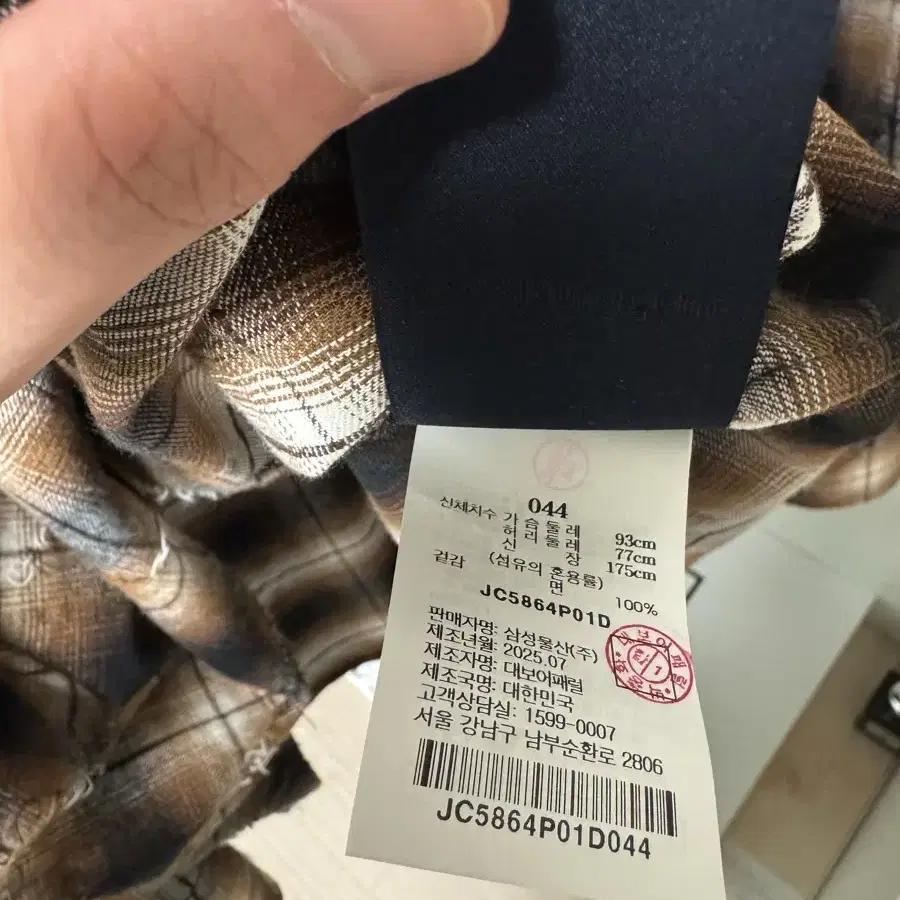 044
신체치수 가슴둘레 93cm
허리둘레 77cm
신장 175cm
겉감 (섬유의 혼용률)
면 100%
JC5864P01D
판매자명: 삼성물산(주)
제조년월: 2025.07
제조자명: 대보어패럴
제조국명: 대한민국
고객상담실: 1599-0007
서울 강남구 남부순환로 2806
JC5864P01D044